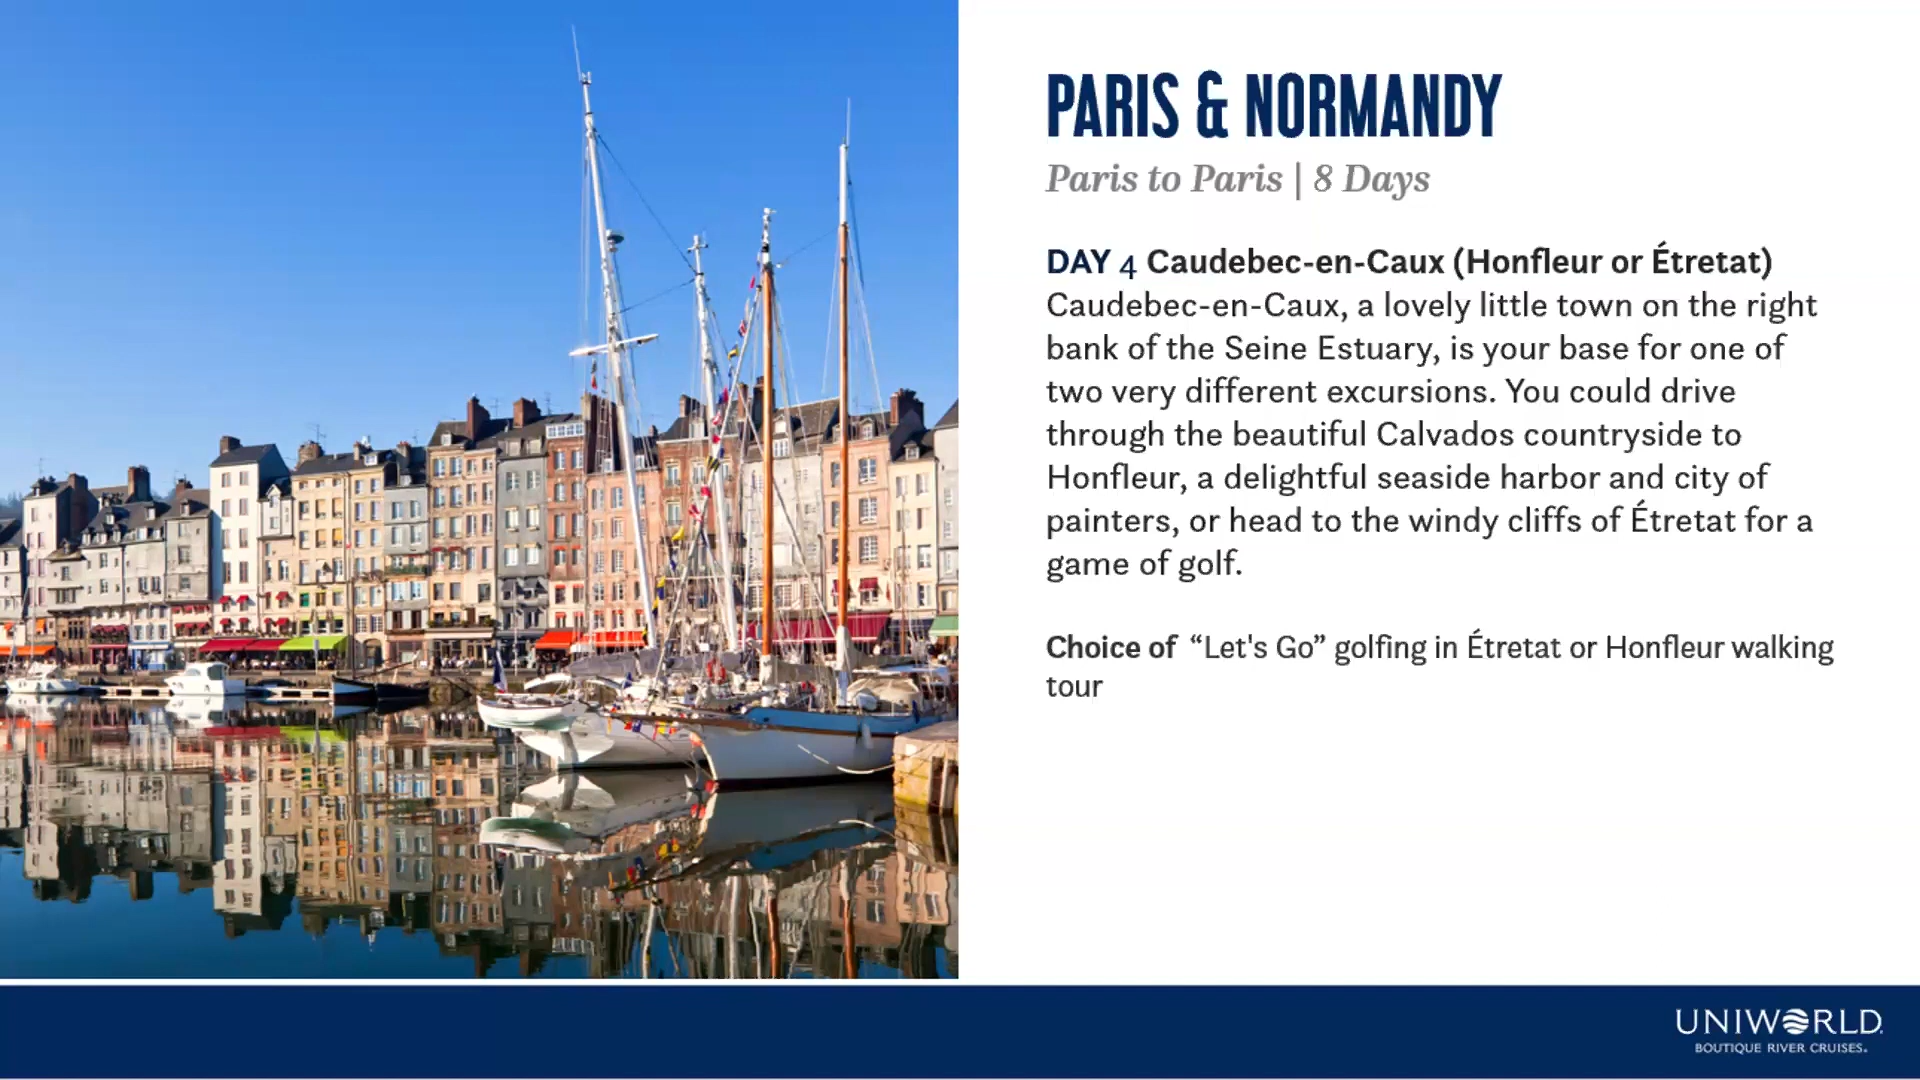 PARIS & NORMANDY
Paris to Paris | 8 Days
DAY 4 Caudebec-en-Caux (Honfleur or Étretat)
Caudebec-en-Caux, a lovely little town on the right
bank of the Seine Estuary, is your base for one of
two very different excursions. You could drive
through the beautiful Calvados countryside to
Honfleur, a delightful seaside harbor and city of
painters, or head to the windy cliffs of Étretat for a
game of golf.
Choice of “Let's Go” golfing in Étretat or Honfleur walking
tour
UNIWORLD
BOUTIQUE RIVER CRUISES.